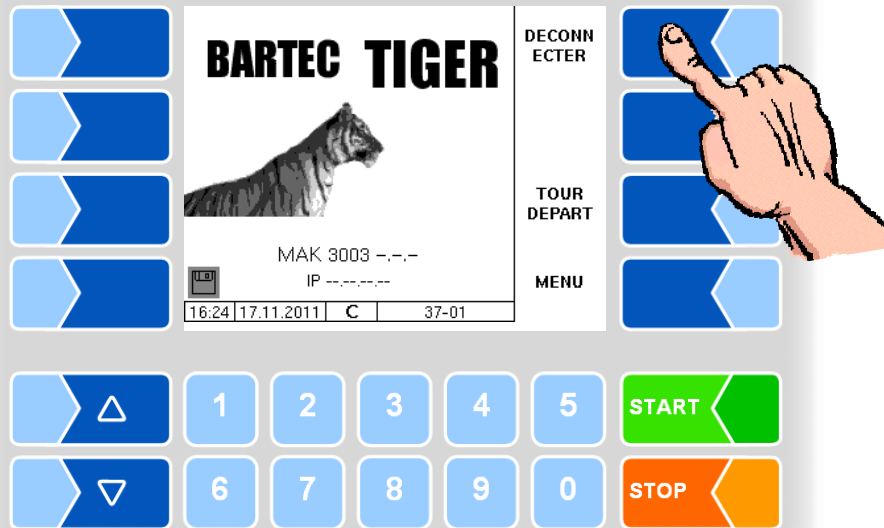 BARTEC TIGER
DECONN
ECTER
TOUR
DEPART
MAK 3003 -.-.-
IP --.--.--.--
MENU
16:24 17.11.2011 C 37-01
1 2 3 4 5 START
6 7 8 9 0 STOP